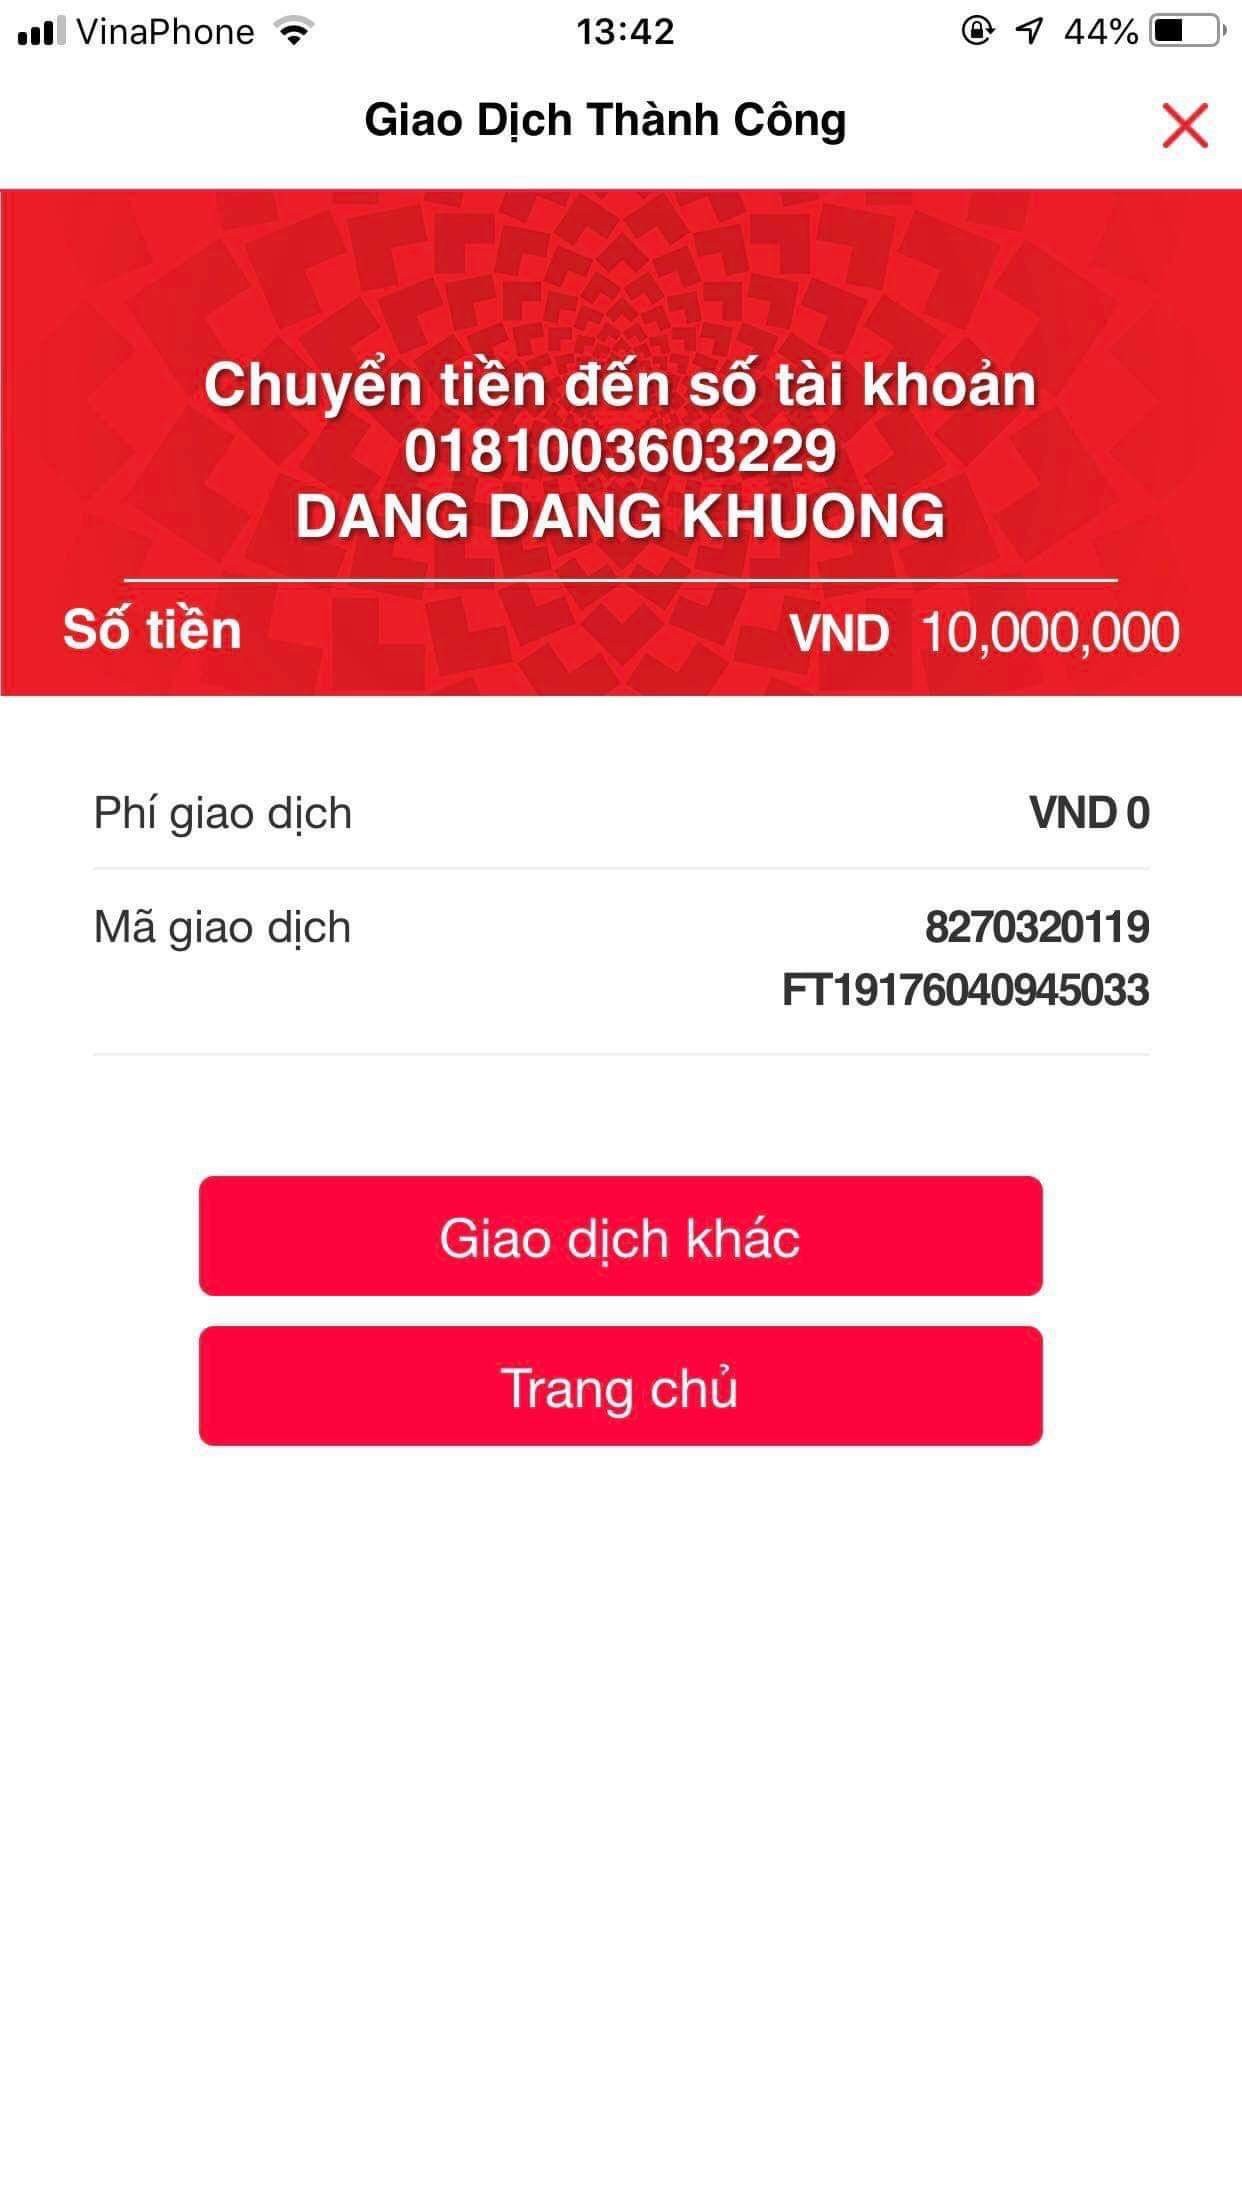 VinaPhone 13:42 44%
Giao Dịch Thành Công
Chuyển tiền đến số tài khoản
0181003603229
DANG DANG KHUONG
Số tiền VND 10,000,000
Phí giao dịch VND 0
Mã giao dịch 8270320119
FT19176040945033
Giao dịch khác
Trang chủ